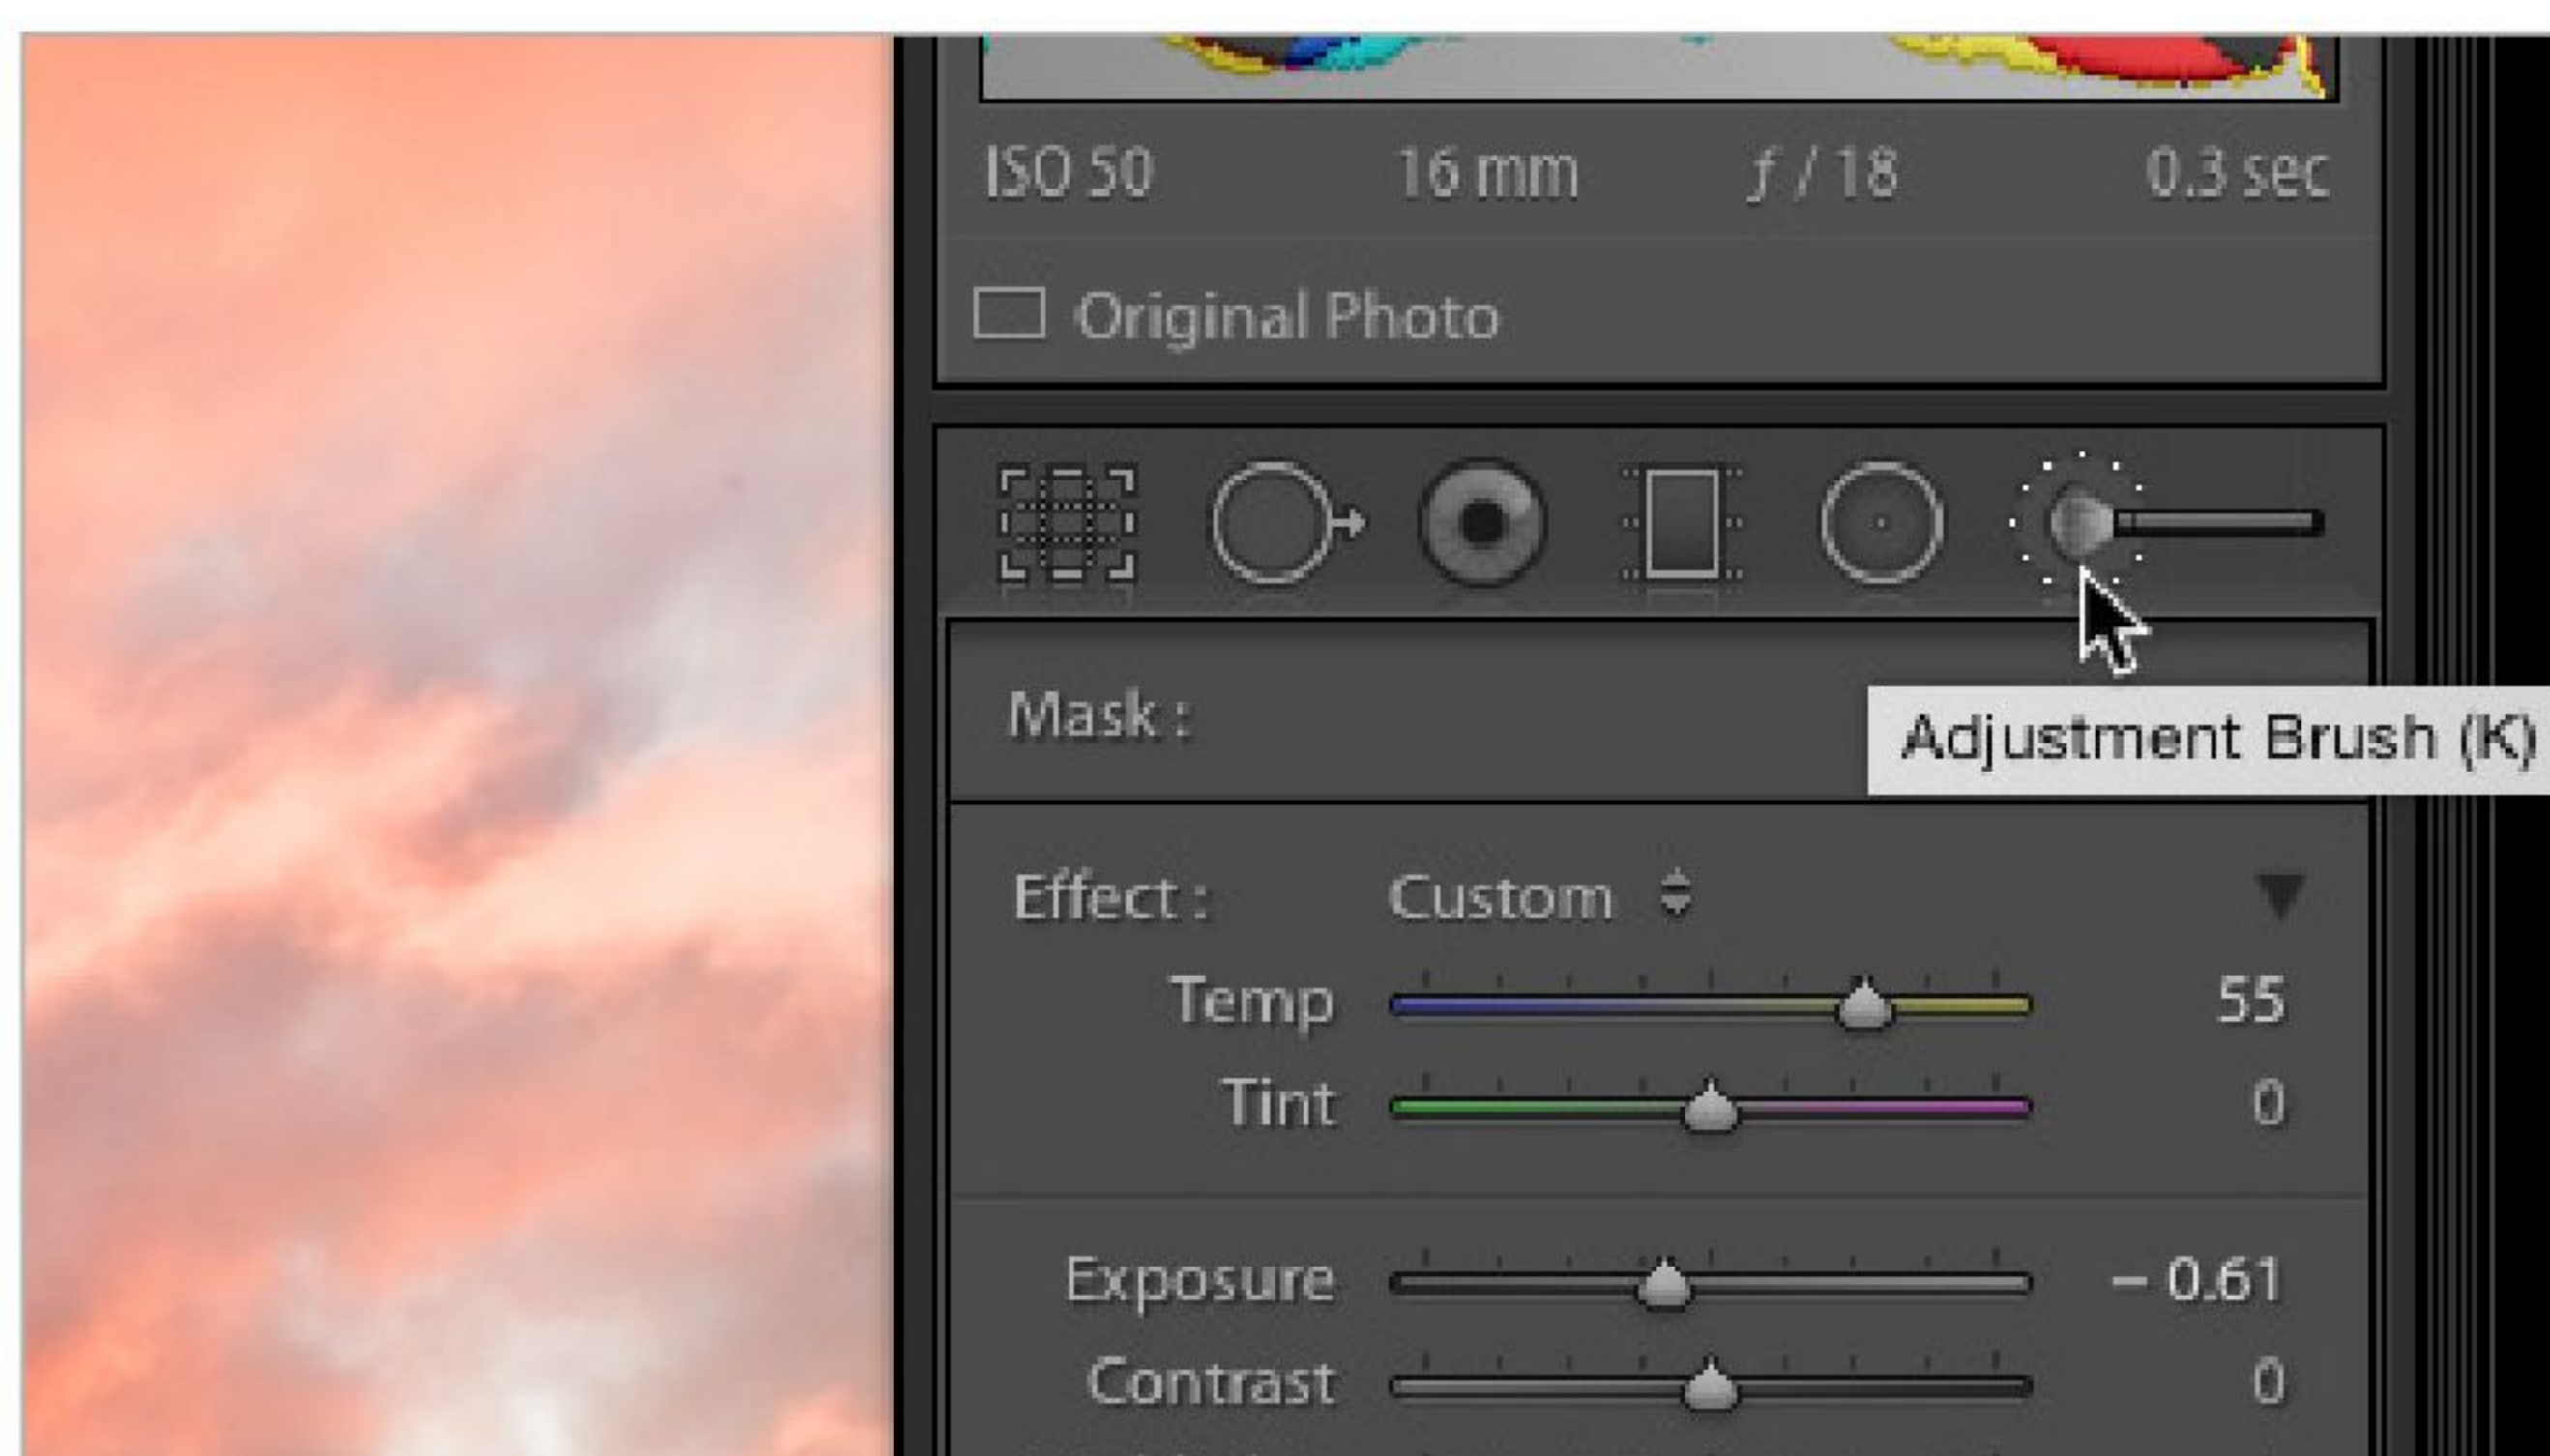 ISO 50 16 mm ƒ / 18 0.3 sec
Original Photo
Mask :
Adjustment Brush (K)
Effect : Custom
Temp 55
Tint 0
Exposure – 0.61
Contrast 0